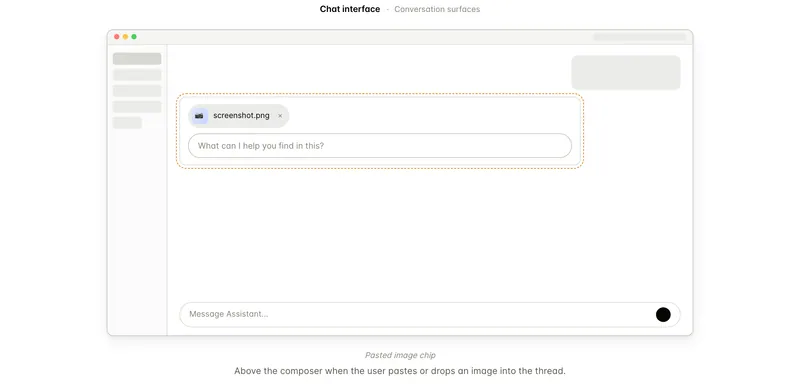 Chat interface · Conversation surfaces
screenshot.png ×
What can I help you find in this?
Message Assistant...
Pasted image chip
Above the composer when the user pastes or drops an image into the thread.